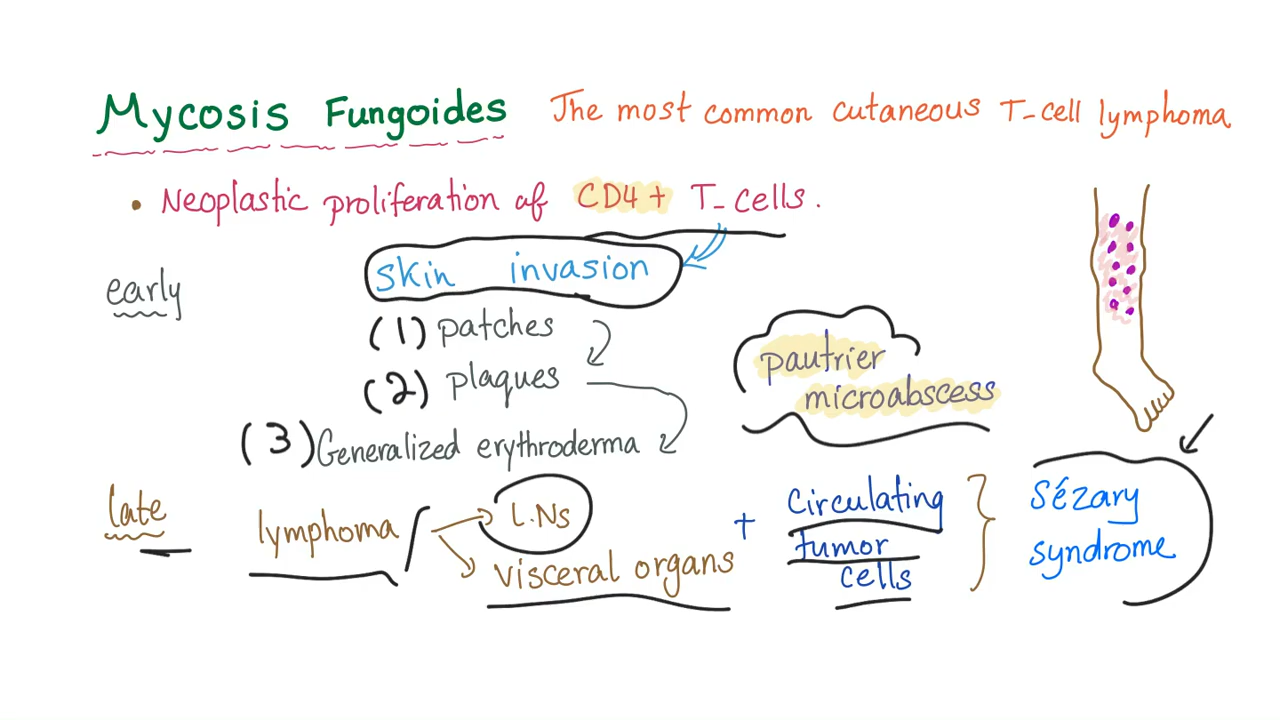 Mycosis Fungoides The most common cutaneous T-cell lymphoma
• Neoplastic proliferation of CD4+ T-cells.
skin invasion
early
(1) patches
(2) plaques
(3) Generalized erythroderma
pautrier
microabscess
late
lymphoma
L.Ns
visceral organs
+
Circulating
tumor
cells
Sézary
syndrome